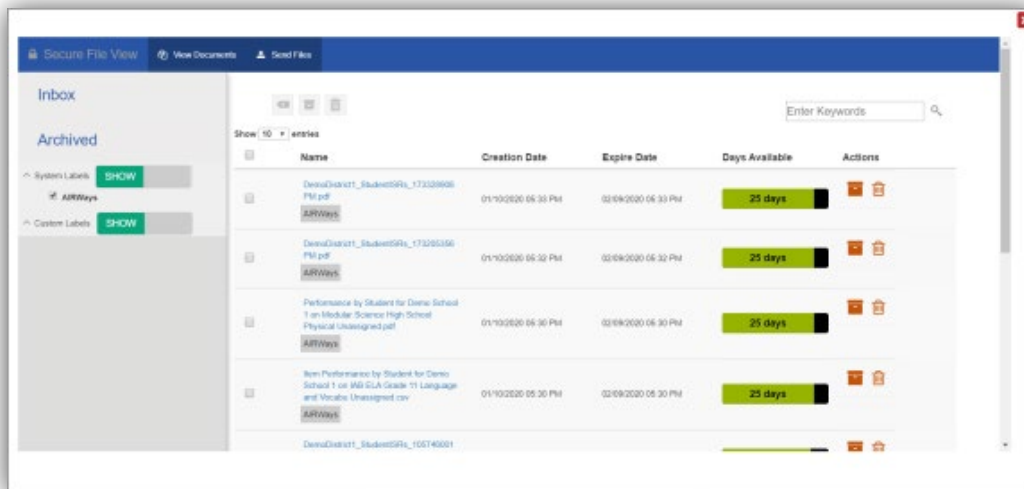 Secure File View View Documents Send Files
Inbox
Archived
System Labels SHOW
AIRWays
Custom Labels SHOW
Enter Keywords
Show 10 entries
Name Creation Date Expire Date Days Available Actions
DemoDistrict1_StudentISRs_173328908
PM.pdf
AIRWays
01/10/2020 05:33 PM 02/09/2020 05:33 PM 25 days
DemoDistrict1_StudentISRs_173205356
PM.pdf
AIRWays
01/10/2020 05:32 PM 02/09/2020 05:32 PM 25 days
Performance by Student for Demo School
1 on Modular Science High School
Physical Unassigned.pdf
AIRWays
01/10/2020 05:30 PM 02/09/2020 05:30 PM 25 days
Item Performance by Student for Demo
School 1 on IAB ELA Grade 11 Language
and Vocabu Unassigned.csv
AIRWays
01/10/2020 05:30 PM 02/09/2020 05:30 PM 25 days